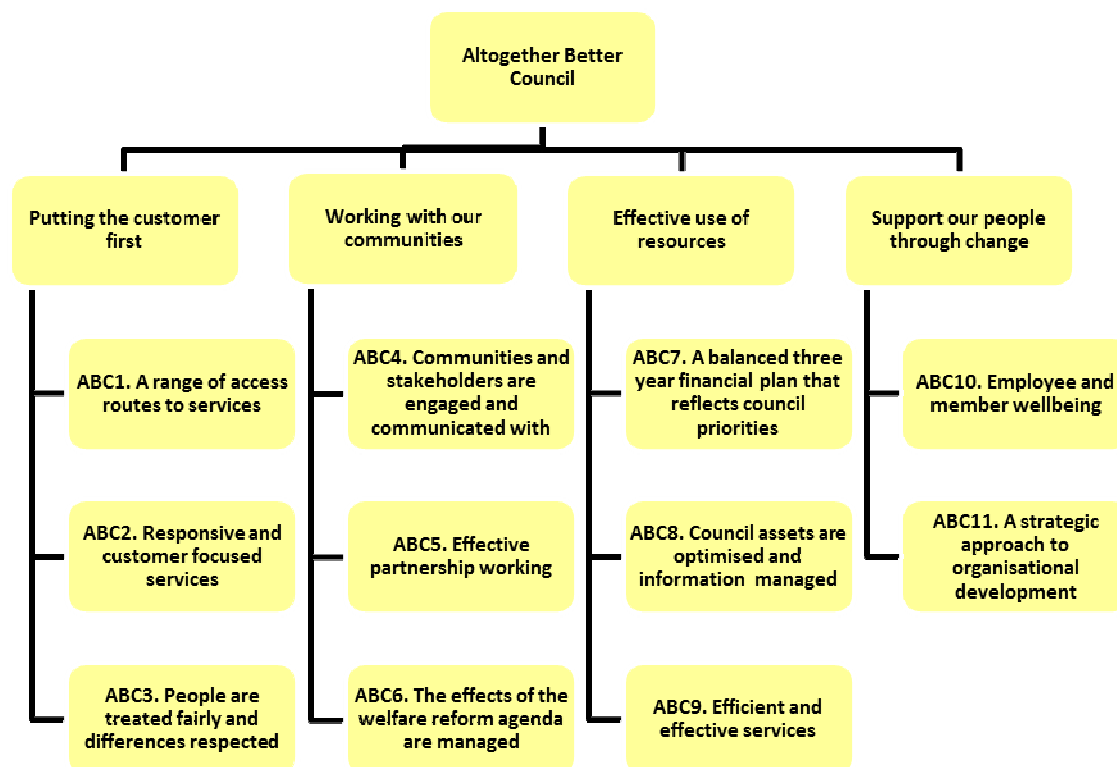 Altogether Better
Council
Putting the customer
first
Working with our
communities
Effective use of
resources
Support our people
through change
ABC1. A range of access
routes to services
ABC4. Communities and
stakeholders are
engaged and
communicated with
ABC7. A balanced three
year financial plan that
reflects council
priorities
ABC10. Employee and
member wellbeing
ABC2. Responsive and
customer focused
services
ABC5. Effective
partnership working
ABC8. Council assets are
optimised and
information managed
ABC11. A strategic
approach to
organisational
development
ABC3. People are
treated fairly and
differences respected
ABC6. The effects of the
welfare reform agenda
are managed
ABC9. Efficient and
effective services